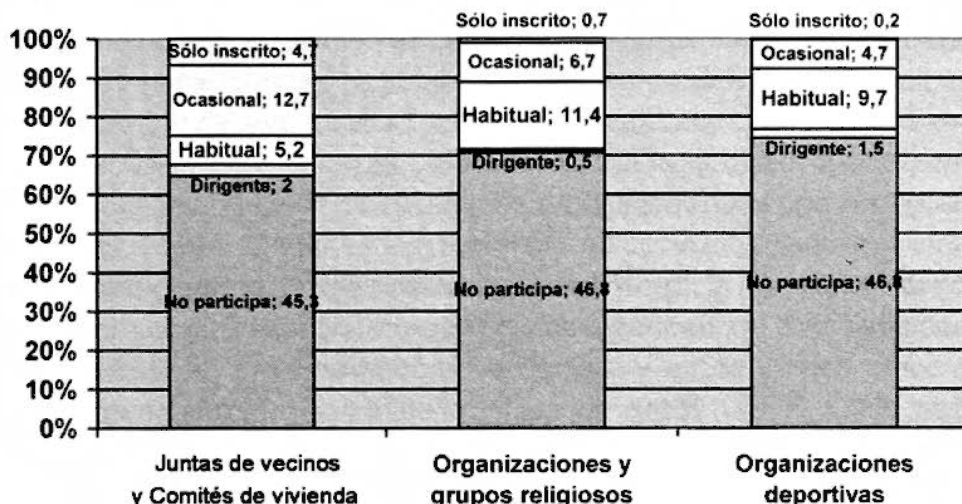 Sólo inscrito; 0,7
Sólo inscrito; 0,2
100%
Sólo inscrito; 4,7
Ocasional; 6,7
Ocasional; 4,7
90%
Ocasional; 12,7
Habitual; 11,4
Habitual; 9,7
80%
Habitual; 5,2
70%
Dirigente; 2
Dirigente; 0,5
Dirigente; 1,5
60%
50%
40%
No participa; 45,3
No participa; 46,8
No participa; 46,8
30%
20%
10%
0%
Juntas de vecinos
y Comités de vivienda
Organizaciones y
grupos religiosos
Organizaciones
deportivas